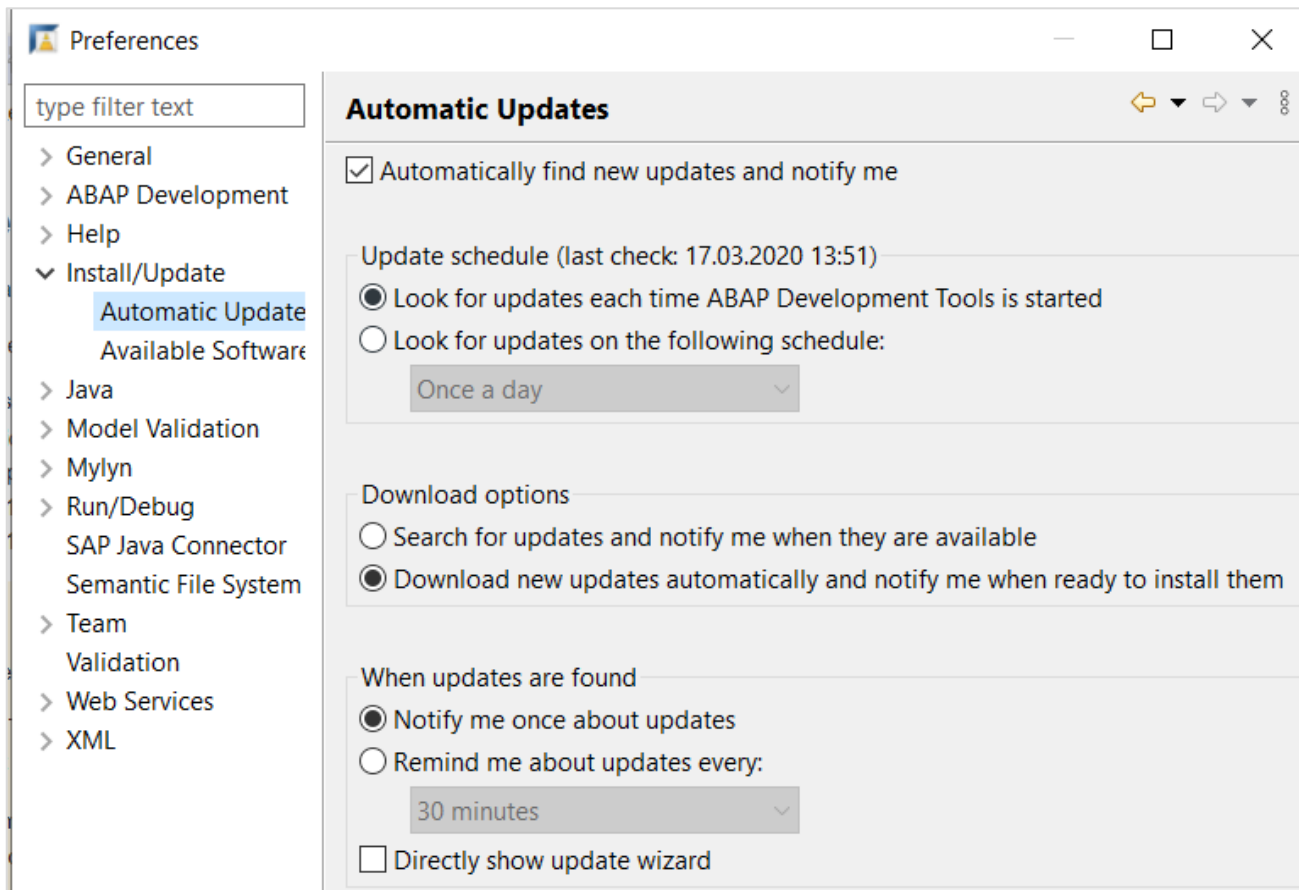 Preferences
type filter text
General
ABAP Development
Help
Install/Update
Automatic Update
Available Software
Java
Model Validation
Mylyn
Run/Debug
SAP Java Connector
Semantic File System
Team
Validation
Web Services
XML
Automatic Updates
Automatically find new updates and notify me
Update schedule (last check: 17.03.2020 13:51)
Look for updates each time ABAP Development Tools is started
Look for updates on the following schedule:
Once a day
Download options
Search for updates and notify me when they are available
Download new updates automatically and notify me when ready to install them
When updates are found
Notify me once about updates
Remind me about updates every:
30 minutes
Directly show update wizard